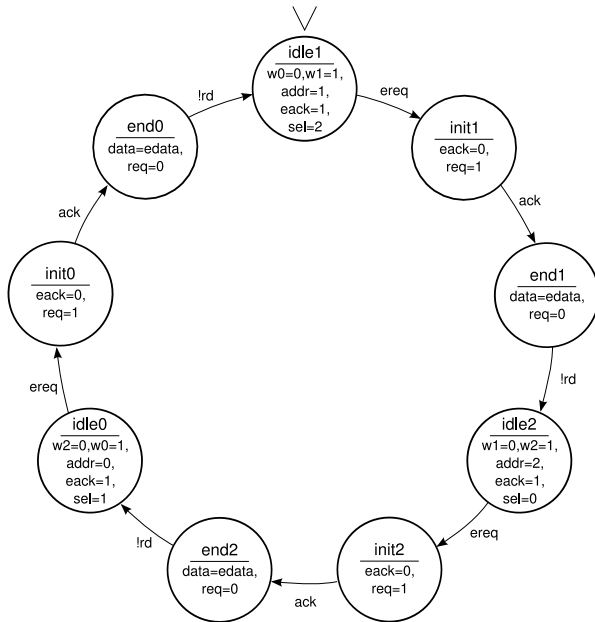 idle1
w0=0,w1=1,
addr=1,
eack=1,
sel=2
ereq
init1
eack=0,
req=1
ack
end1
data=edata,
req=0
!rd
idle2
w1=0,w2=1,
addr=2,
eack=1,
sel=0
ereq
init2
eack=0,
req=1
ack
end2
data=edata,
req=0
!rd
idle0
w2=0,w0=1,
addr=0,
eack=1,
sel=1
ereq
init0
eack=0,
req=1
ack
end0
data=edata,
req=0
!rd